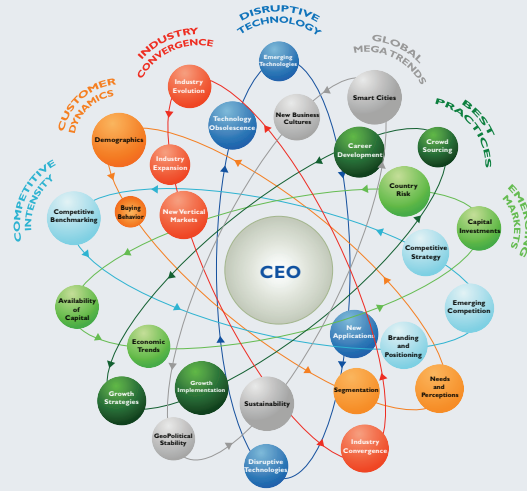 DISRUPTIVE
TECHNOLOGY
INDUSTRY
CONVERGENCE
GLOBAL
MEGA TRENDS
CUSTOMER
DYNAMICS
BEST
PRACTICES
COMPETITIVE
INTENSITY
Emerging
Technologies
Industry
Evolution
Smart Cities
New Business
Cultures
Technology
Obsolescence
Demographics
Career
Development
Crowd
Sourcing
Industry
Expansion
Country
Risk
Buying
Behavior
New Vertical
Markets
Competitive
Benchmarking
Capital
Investments
Competitive
Strategy
CEO
Availability
of
Capital
Emerging
Competition
New
Applications
Economic
Trends
Branding
and
Positioning
Growth
Implementation
Segmentation
Needs
and
Perceptions
Growth
Strategies
Sustainability
GeoPolitical
Stability
Industry
Convergence
Disruptive
Technologies
MARKETS